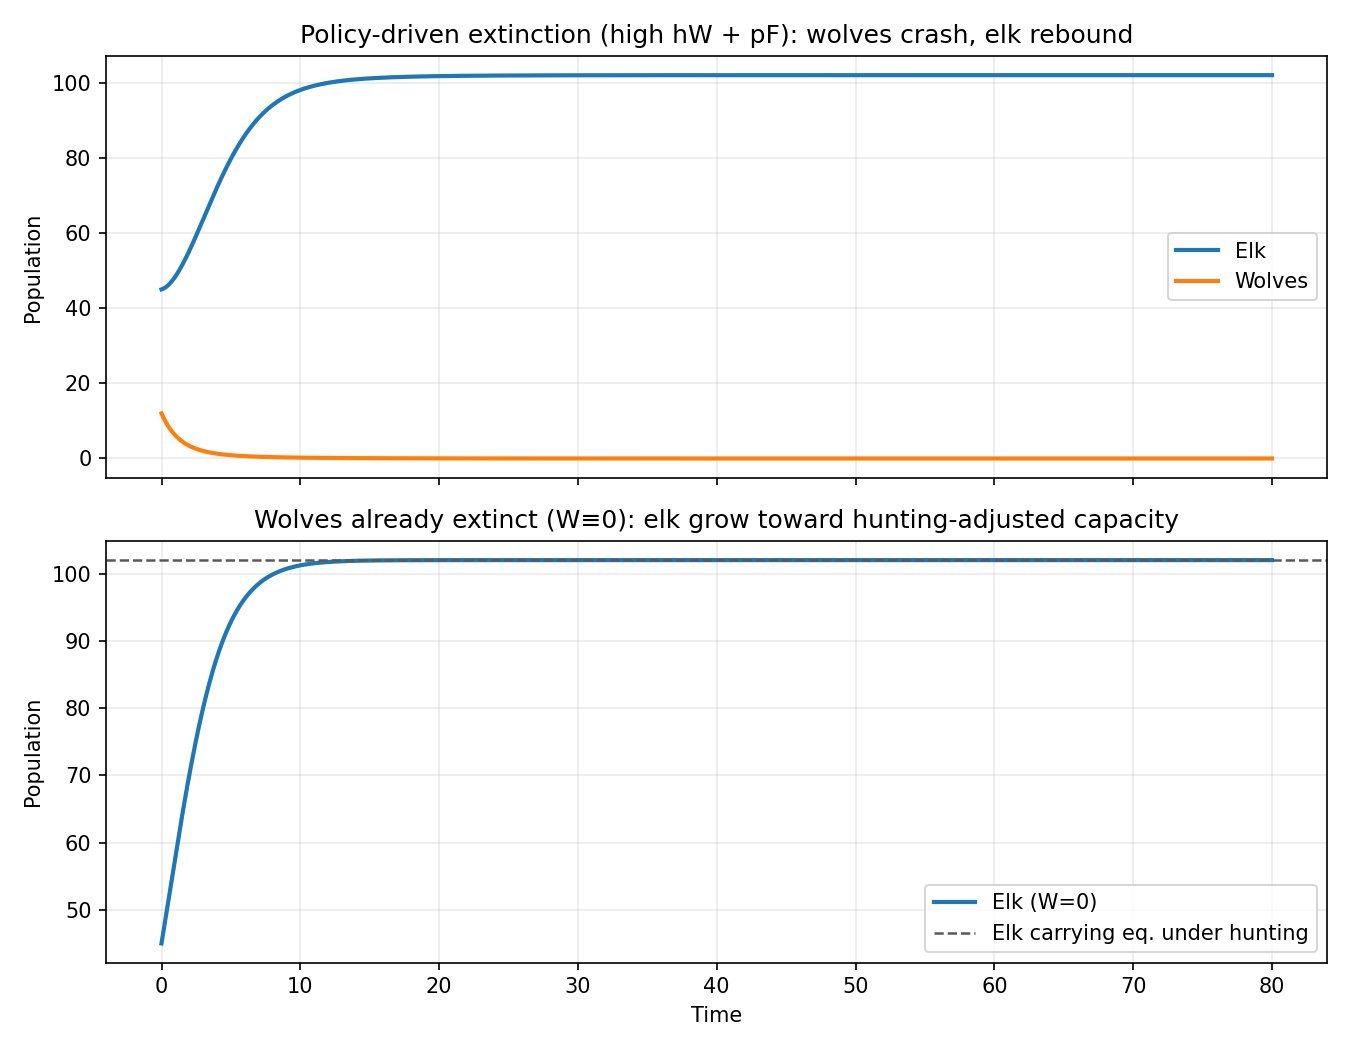 Policy-driven extinction (high hW + pF): wolves crash, elk rebound
Population
100
80
60
40
20
0
Elk
Wolves
Wolves already extinct (W≡0): elk grow toward hunting-adjusted capacity
Population
100
90
80
70
60
50
Elk (W=0)
Elk carrying eq. under hunting
0 10 20 30 40 50 60 70 80
Time